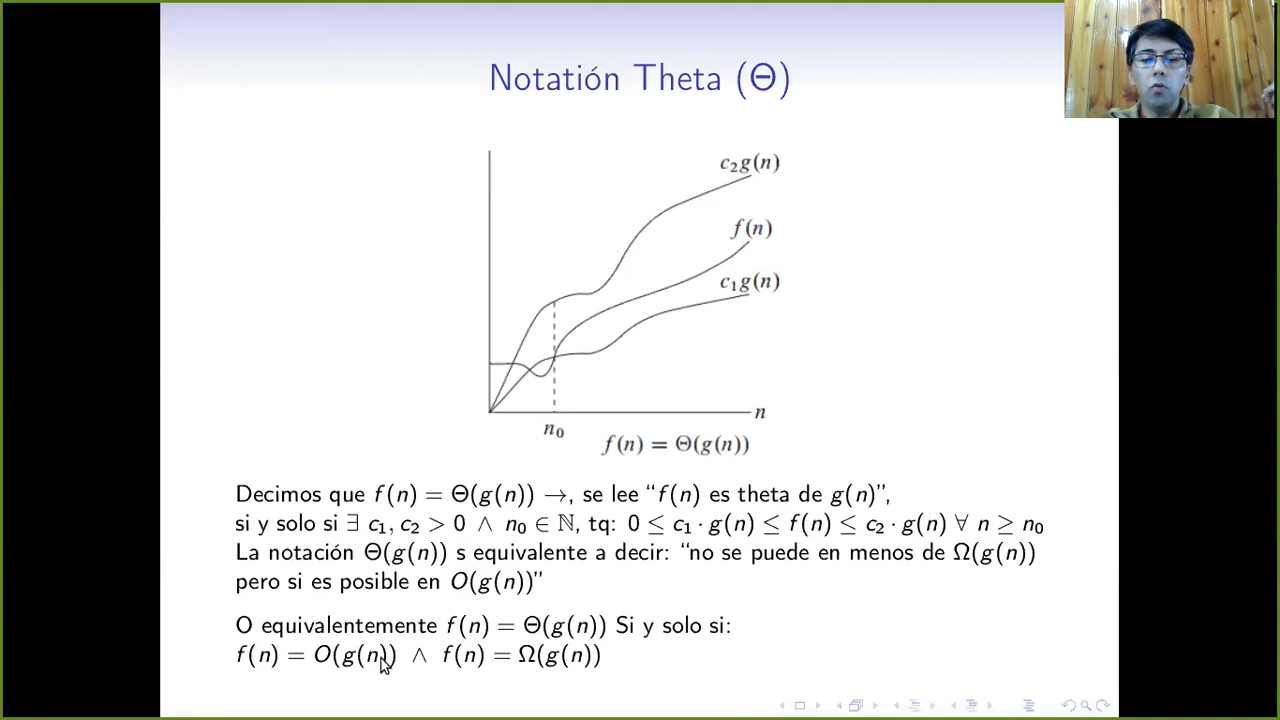 Notatión Theta (Θ)
c₂g(n)
f(n)
c₁g(n)
n
n₀
f(n) = Θ(g(n))
Decimos que f(n) = Θ(g(n)) →, se lee “f(n) es theta de g(n)”,
si y solo si ∃ c₁, c₂ > 0 ∧ n₀ ∈ ℕ, tq: 0 ≤ c₁ · g(n) ≤ f(n) ≤ c₂ · g(n) ∀ n ≥ n₀
La notación Θ(g(n)) s equivalente a decir: “no se puede en menos de Ω(g(n))
pero si es posible en O(g(n))”
O equivalentemente f(n) = Θ(g(n)) Si y solo si:
f(n) = O(g(n)) ∧ f(n) = Ω(g(n))